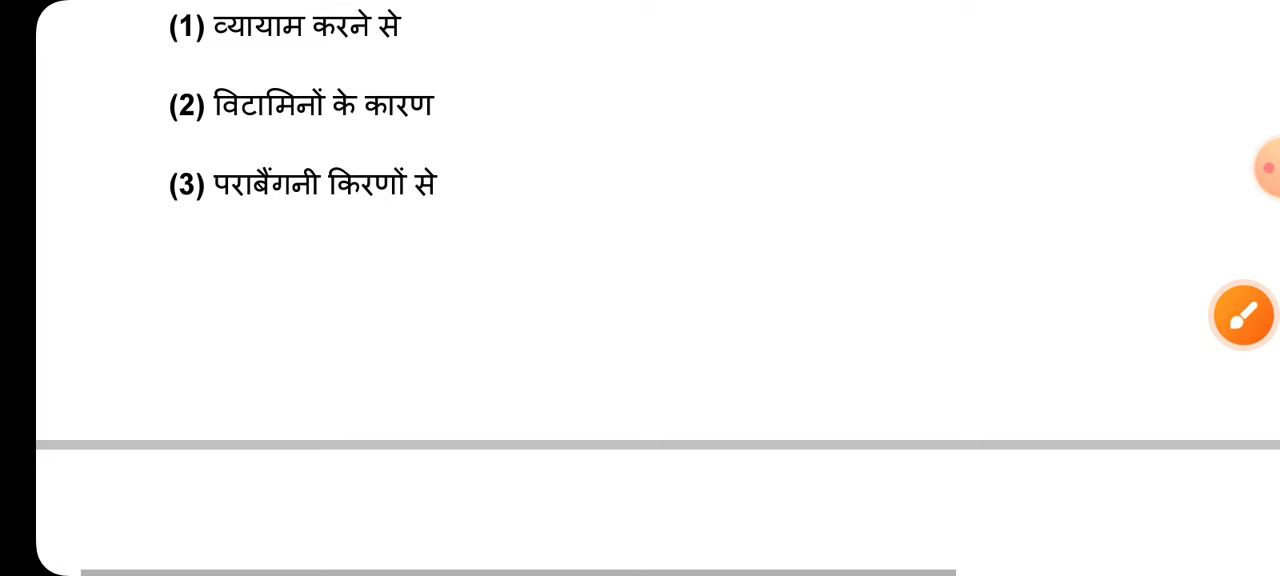 (1) व्यायाम करने से
(2) विटामिनों के कारण
(3) पराबैंगनी किरणों से